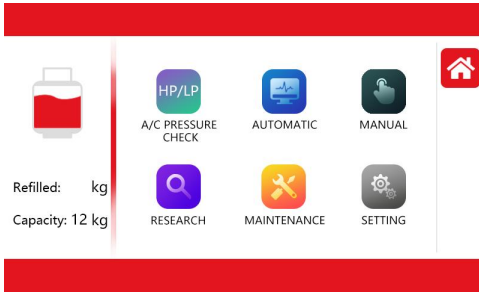 HP/LP
A/C PRESSURE
CHECK
AUTOMATIC
MANUAL
Refilled: kg
Capacity: 12 kg
RESEARCH
MAINTENANCE
SETTING